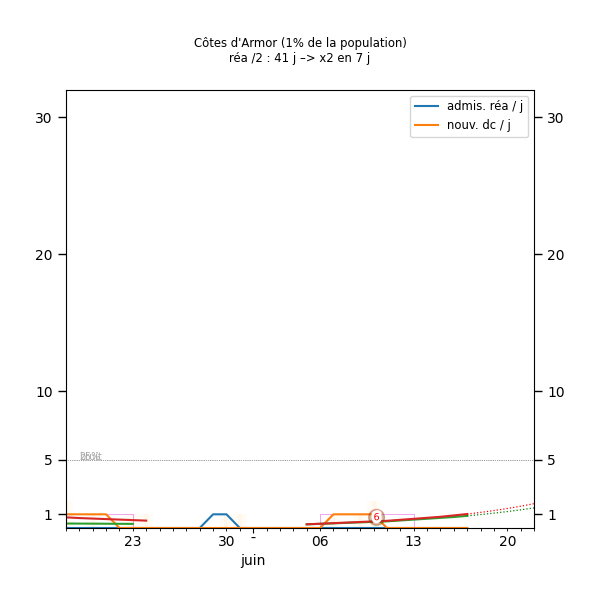 Côtes d'Armor (1% de la population)
réa /2 : 41 j –> x2 en 7 j
admis. réa / j
nouv. dc / j
30 30
20 20
10 10
5 5
1 1
6
23 30 - 06 13 20
juin